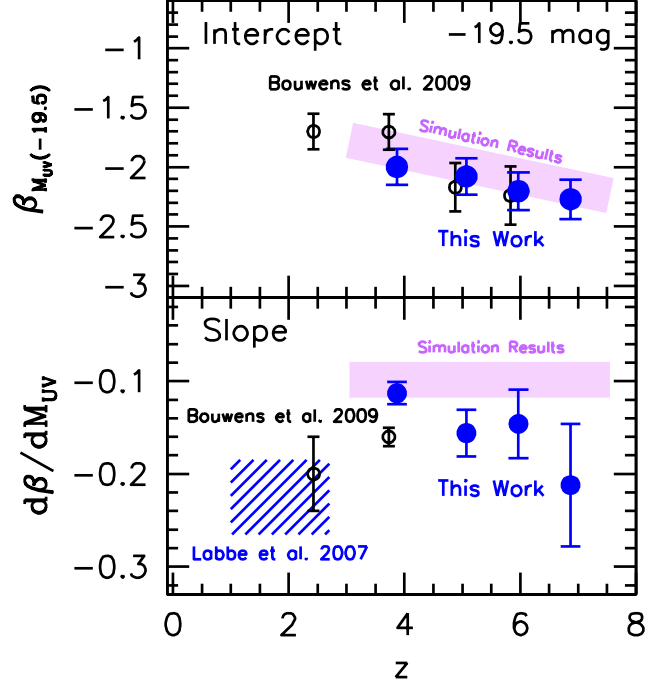 Intercept −19.5 mag
Bouwens et al. 2009
Simulation Results
This Work
−1
−1.5
−2
−2.5
−3
β_{M_{UV}(−19.5)}
Slope
Simulation Results
Bouwens et al. 2009
This Work
Labbe et al. 2007
−0.1
−0.2
−0.3
dβ/dM_{UV}
0 2 4 6 8
z